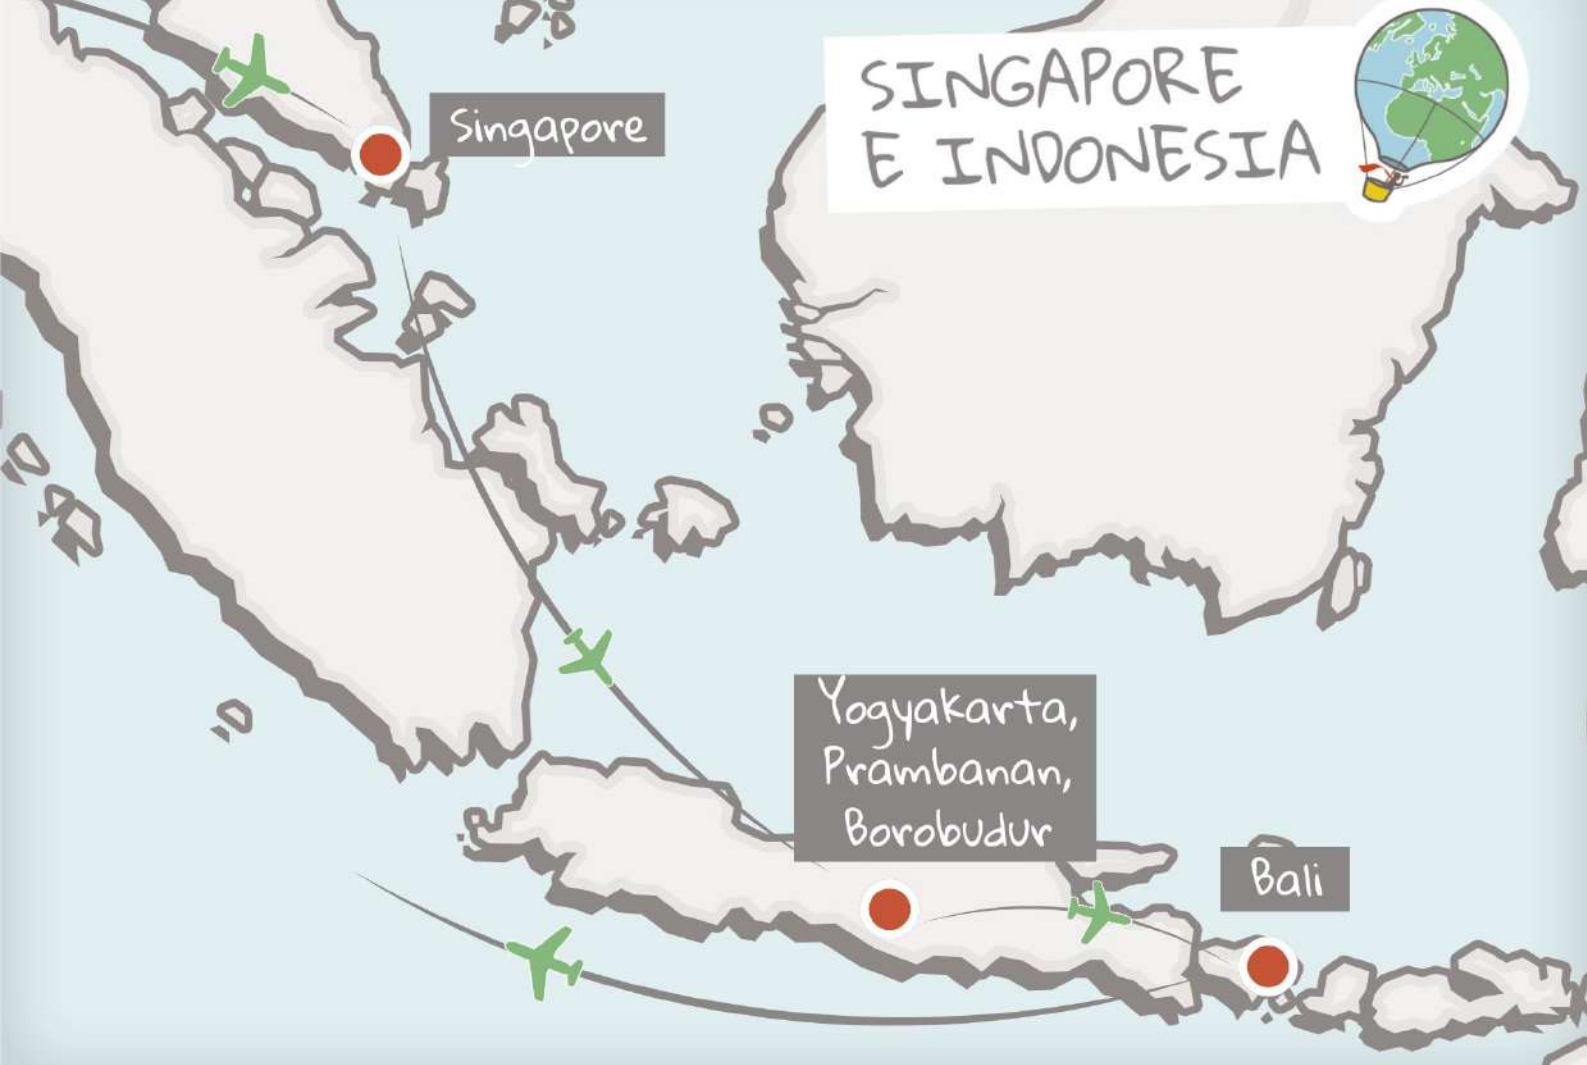 SINGAPORE
E INDONESIA
Singapore
Yogyakarta,
Prambanan,
Borobudur
Bali